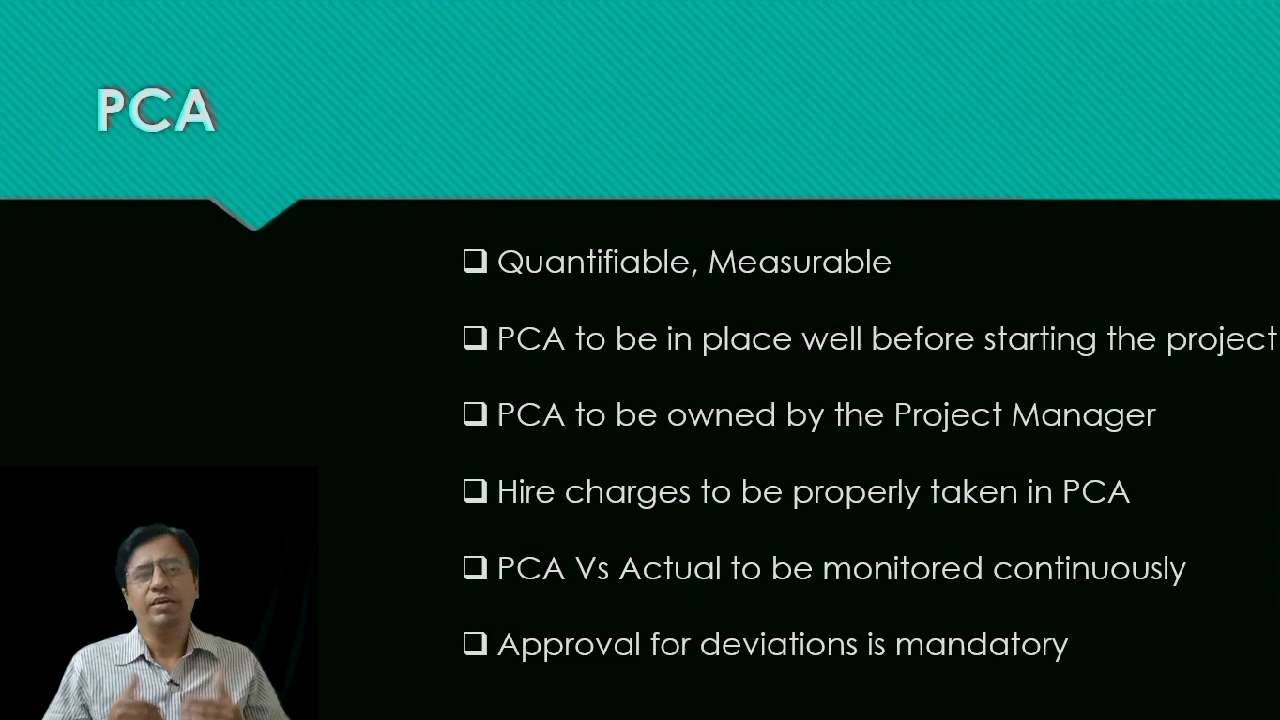 PCA
Quantifiable, Measurable
PCA to be in place well before starting the project
PCA to be owned by the Project Manager
Hire charges to be properly taken in PCA
PCA Vs Actual to be monitored continuously
Approval for deviations is mandatory